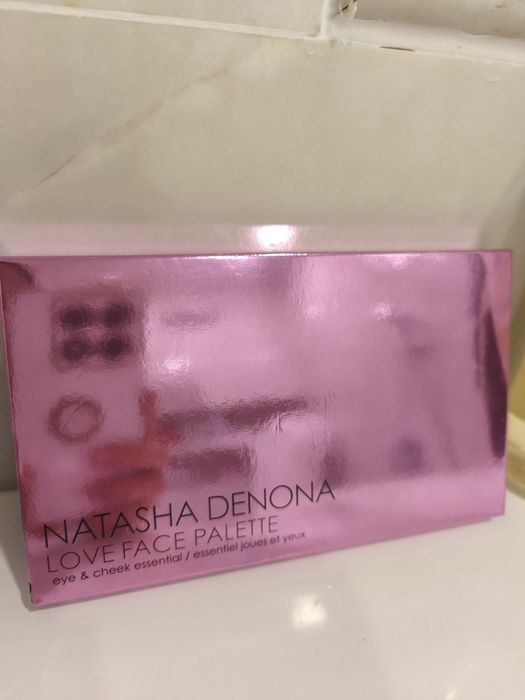 NATASHA DENONA
LOVE FACE PALETTE
eye & cheek essential / essentiel joues et yeux